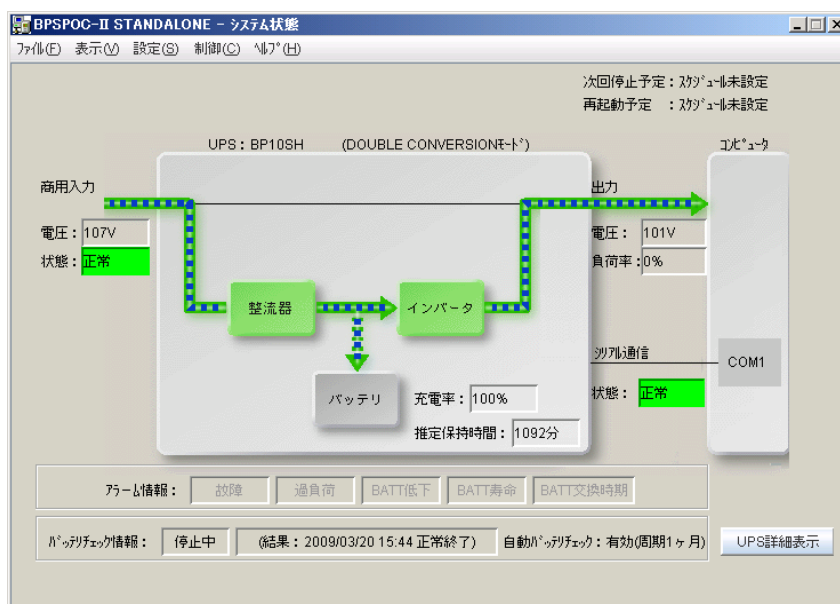 BPSPOC-II STANDALONE - ｼｽﾃﾑ状態
ﾌｧｲﾙ(F) 表示(V) 設定(S) 制御(C) ﾍﾙﾌﾟ(H)
次回停止予定：ｽｹｼﾞｭｰﾙ未設定
再起動予定 ：ｽｹｼﾞｭｰﾙ未設定
UPS：BP10SH (DOUBLE CONVERSIONﾓｰﾄﾞ) ｺﾝﾋﾟｭｰﾀ
商用入力 出力
電圧：107V 電圧：101V
状態：正常 負荷率：0%
整流器 インバータ
ｼﾘｱﾙ通信 COM1
バッテリ 充電率：100% 状態：正常
推定保持時間：1092分
ｱﾗｰﾑ情報： 故障 過負荷 BATT低下 BATT寿命 BATT交換時期
ﾊﾞｯﾃﾘﾁｪｯｸ情報： 停止中 (結果：2009/03/20 15:44 正常終了) 自動ﾊﾞｯﾃﾘﾁｪｯｸ：有効(周期1ヶ月) UPS詳細表示